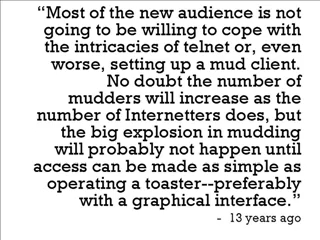 “Most of the new audience is not
going to be willing to cope with
the intricacies of telnet or, even
worse, setting up a mud client.
No doubt the number of
mudders will increase as the
number of Internetters does, but
the big explosion in mudding
will probably not happen until
access can be made as simple as
operating a toaster--preferably
with a graphical interface.”
- 13 years ago